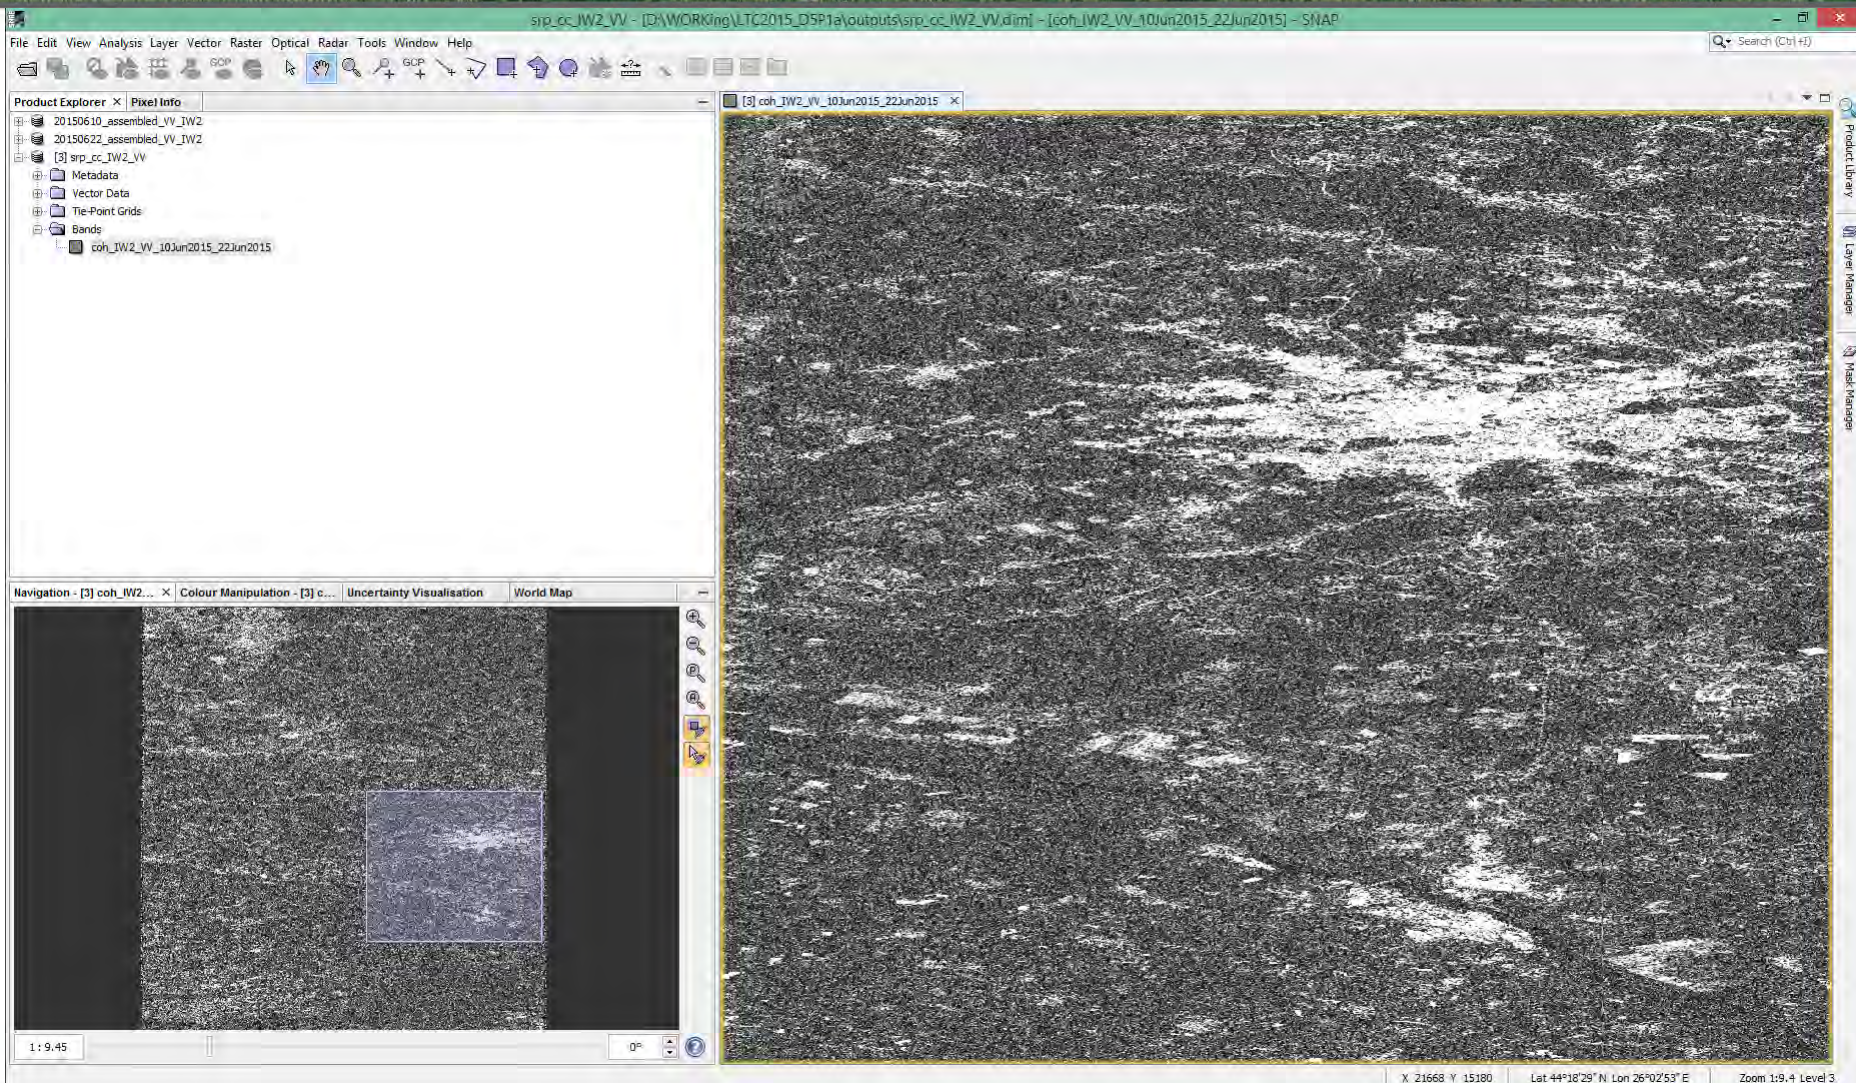 srp_cc_IW2_VV - [D:\WORKing\LTC2015_D5P1a\outputs\srp_cc_IW2_VV.dim] - [coh_IW2_VV_10Jun2015_22Jun2015] - SNAP
File Edit View Analysis Layer Vector Raster Optical Radar Tools Window Help
Search (Ctrl+I)
GCP GCP
Product Explorer Pixel Info
[3] coh_IW2_VV_10Jun2015_22Jun2015
20150610_assembled_VV_IW2
20150622_assembled_VV_IW2
[3] srp_cc_IW2_VV
Metadata
Vector Data
Tie-Point Grids
Bands
coh_IW2_VV_10Jun2015_22Jun2015
Product Library
Layer Manager
Mask Manager
Navigation - [3] coh_IW2... Colour Manipulation - [3] c... Uncertainty Visualisation World Map
1 : 9.45
0°
X 21668 Y 15180 Lat 44°18'29" N Lon 26°02'53" E Zoom 1:9.4 Level 3